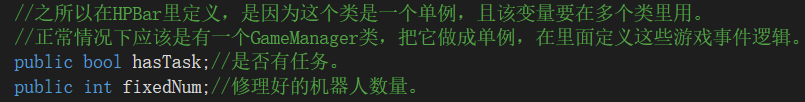 //之所以在HPBar里定义，是因为这个类是一个单例，且该变量要在多个类里用。
//正常情况下应该是有一个GameManager类，把它做成单例，在里面定义这些游戏事件逻辑。
public bool hasTask;//是否有任务。
public int fixedNum;//修理好的机器人数量。